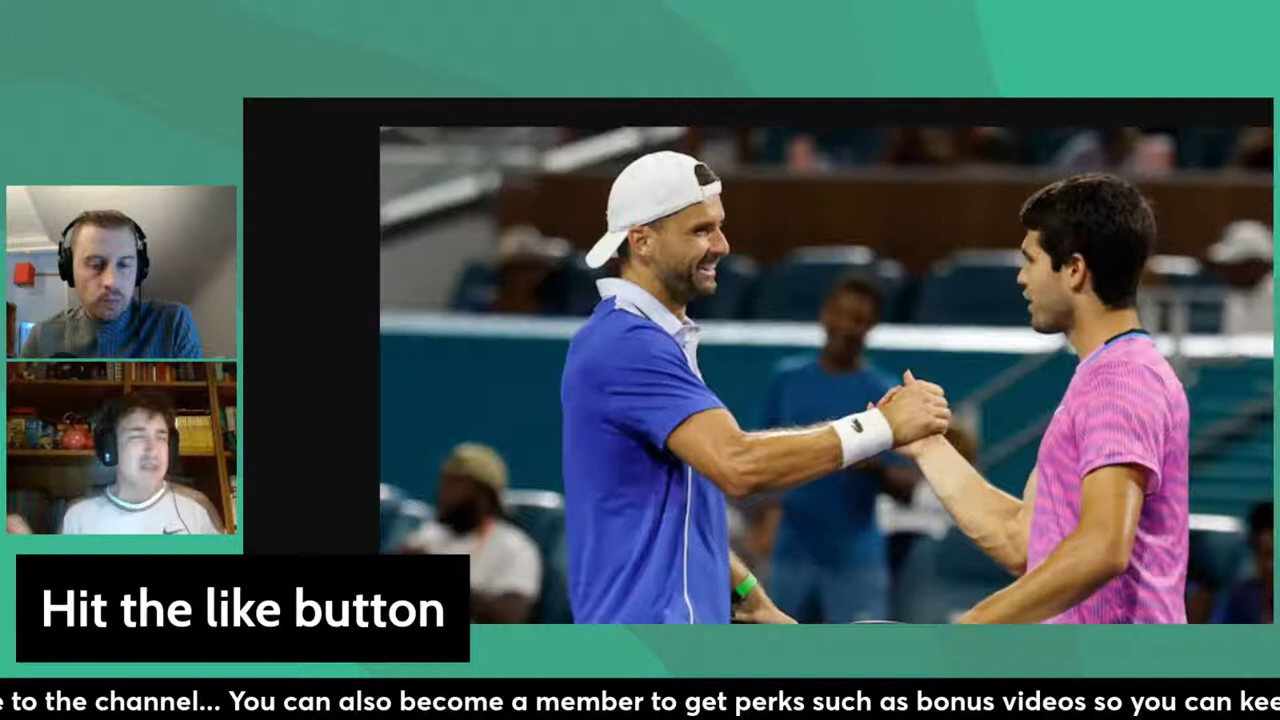 Hit the like button
e to the channel... You can also become a member to get perks such as bonus videos so you can kee